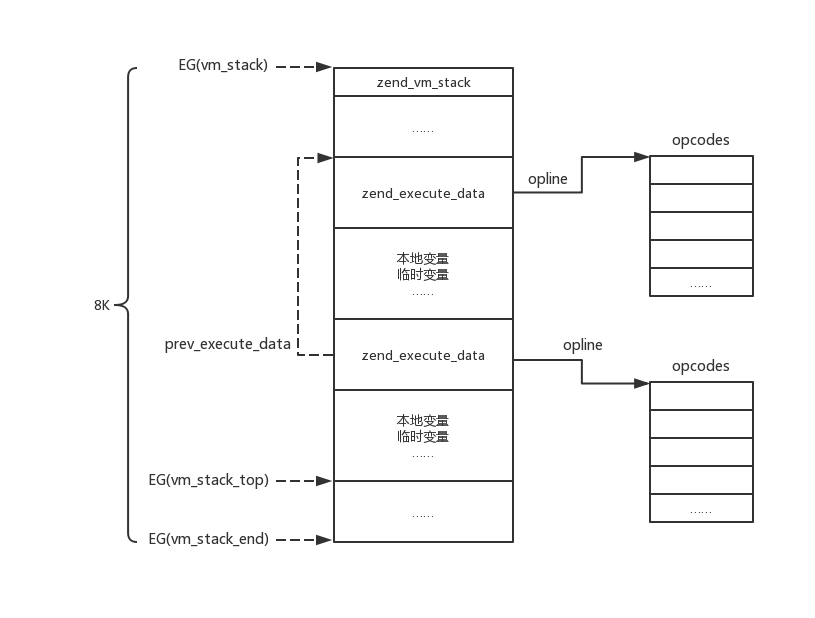 EG(vm_stack)
zend_vm_stack
……
opcodes
opline
zend_execute_data
本地变量
临时变量
……
……
8K
prev_execute_data
zend_execute_data
opline
opcodes
本地变量
临时变量
……
EG(vm_stack_top)
……
……
EG(vm_stack_end)